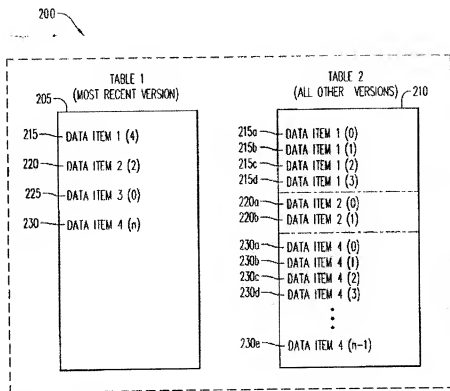 200
TABLE 1
(MOST RECENT VERSION)
205
215 DATA ITEM 1 (4)
220 DATA ITEM 2 (2)
225 DATA ITEM 3 (0)
230 DATA ITEM 4 (n)
TABLE 2
(ALL OTHER VERSIONS)
210
215a DATA ITEM 1 (0)
215b DATA ITEM 1 (1)
215c DATA ITEM 1 (2)
215d DATA ITEM 1 (3)
220a DATA ITEM 2 (0)
220b DATA ITEM 2 (1)
230a DATA ITEM 4 (0)
230b DATA ITEM 4 (1)
230c DATA ITEM 4 (2)
230d DATA ITEM 4 (3)
230e DATA ITEM 4 (n-1)